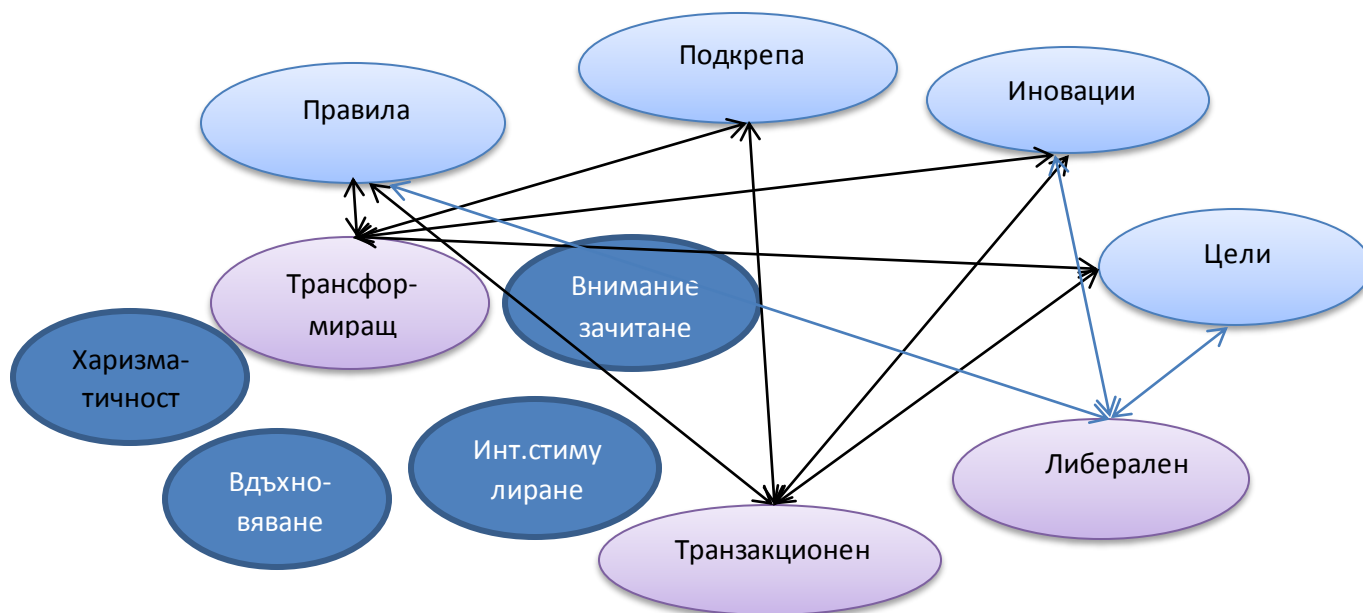 Подкрепа
Иновации
Правила
Цели
Трансфор-
миращ
Внимание
зачитане
Харизма-
тичност
Инт.стиму
лиране
Либерален
Вдъхно-
вяване
Транзакционен